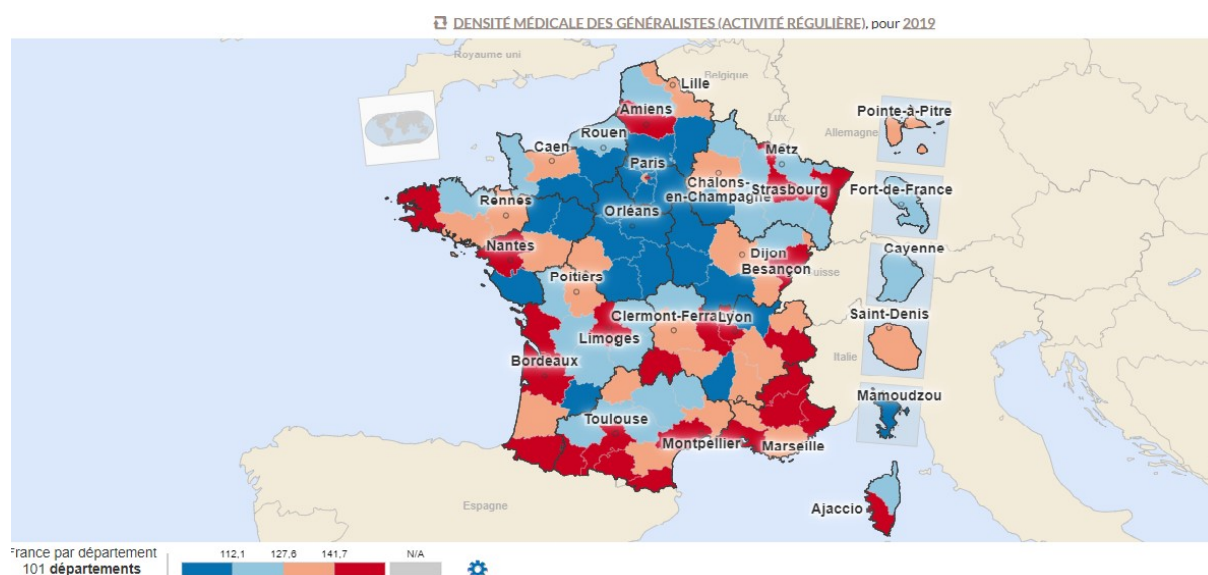 DENSITÉ MÉDICALE DES GÉNÉRALISTES (ACTIVITÉ RÉGULIÈRE), pour 2019
Royaume uni
Belgique
Lille
Amiens
Lux.
Pointe-à-Pitre
Rouen
Allemagne
Caen
Metz
Paris
Châlons-
en-Champagne
Strasbourg
Fort-de-France
Rennes
Orléans
Nantes
Dijon
Cayenne
Besançon
uisse
Poitiers
Saint-Denis
Clermont-Ferra
Lyon
Limoges
Italie
Bordeaux
Mamoudzou
Toulouse
Montpellier
Marseille
Espagne
Ajaccio
France par département
101 départements
112,1 127,6 141,7 N/A